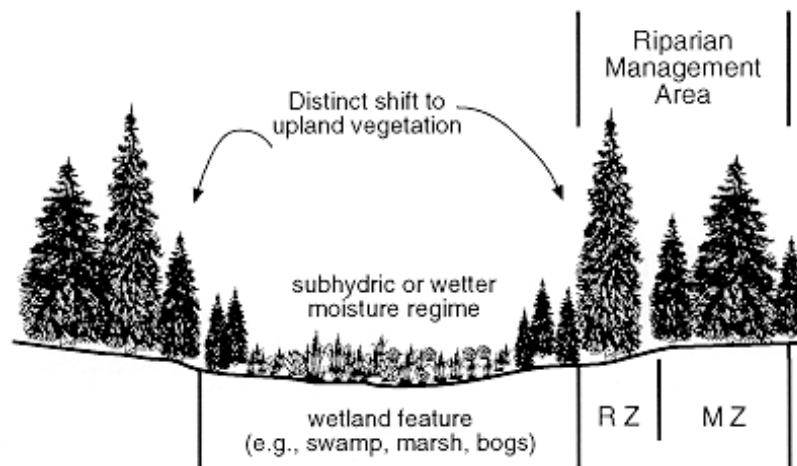 Riparian
Management
Area
Distinct shift to
upland vegetation
subhydric or wetter
moisture regime
wetland feature
(e.g., swamp, marsh, bogs)
R Z
M Z